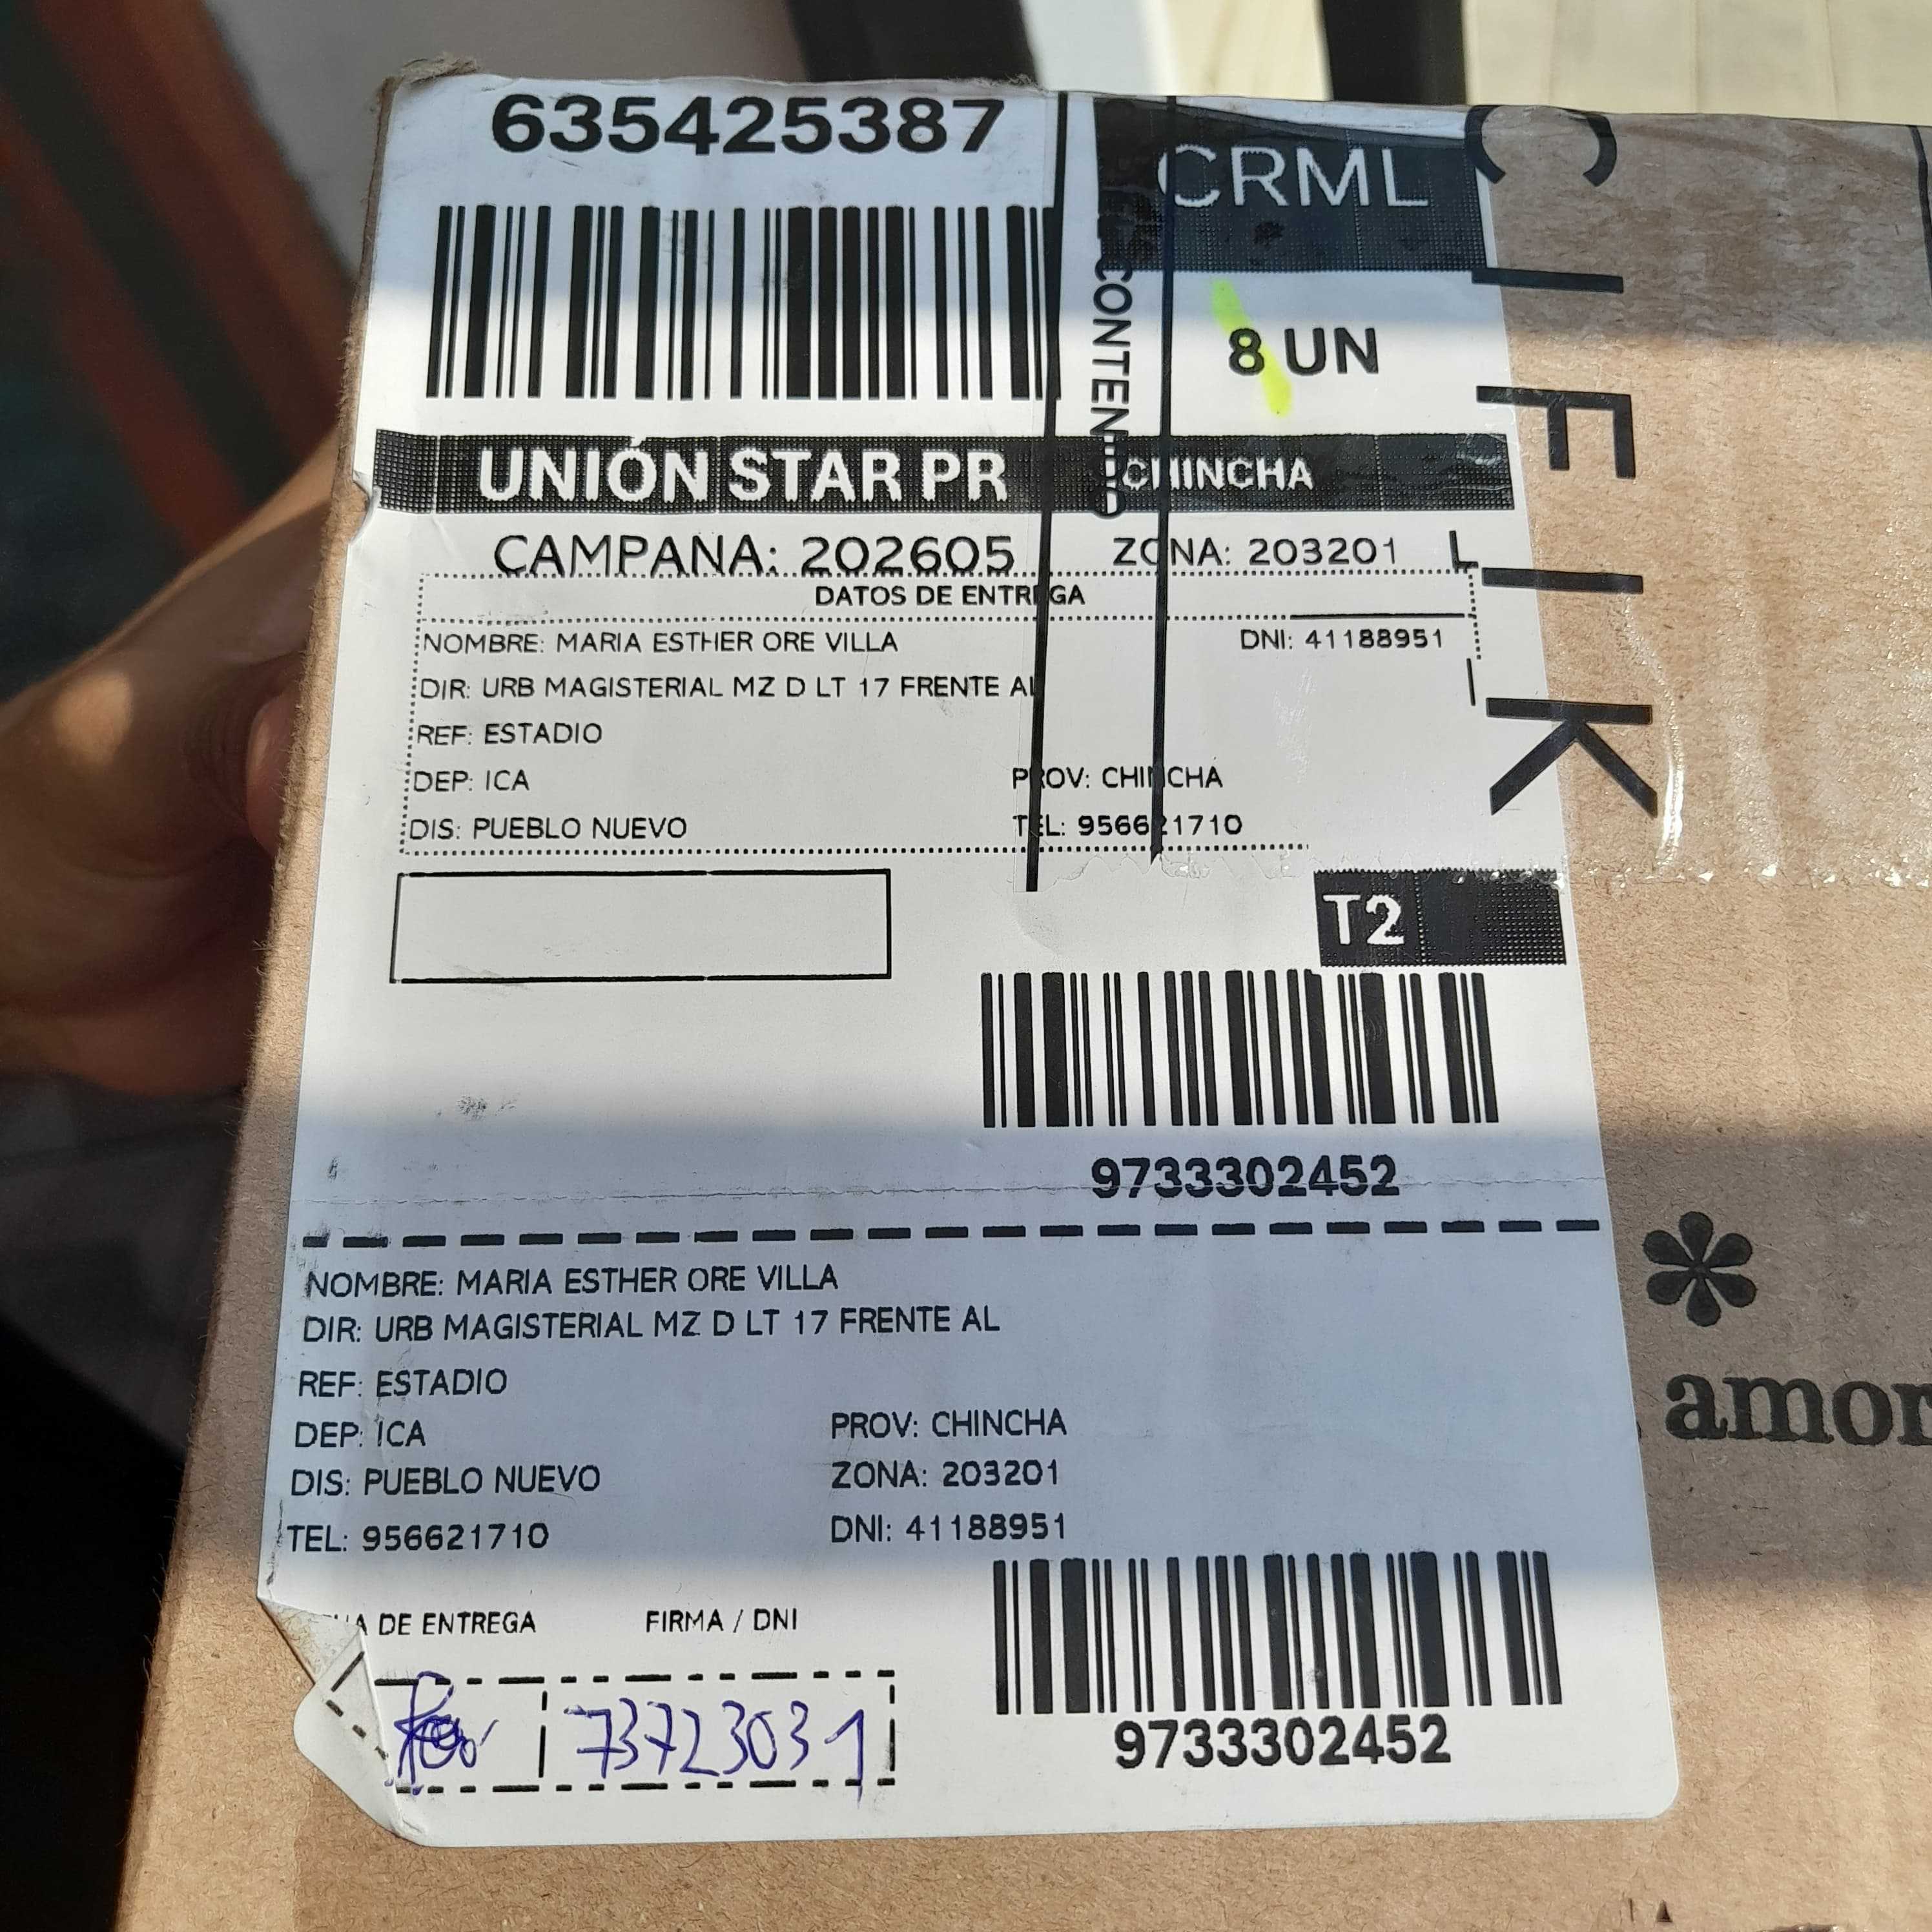 635425387
CRML
8 UN
CONTENIDO
CIFLIK
UNIÓN STAR PR
CHINCHA
CAMPANA: 202605
ZONA: 203201
DATOS DE ENTREGA
NOMBRE: MARIA ESTHER ORE VILLA DNI: 41188951
DIR: URB MAGISTERIAL MZ D LT 17 FRENTE AL
REF: ESTADIO
DEP: ICA PROV: CHINCHA
DIS: PUEBLO NUEVO TEL: 956621710
T2
9733302452
NOMBRE: MARIA ESTHER ORE VILLA
DIR: URB MAGISTERIAL MZ D LT 17 FRENTE AL
REF: ESTADIO
DEP: ICA PROV: CHINCHA
DIS: PUEBLO NUEVO ZONA: 203201
TEL: 956621710 DNI: 41188951
DE ENTREGA FIRMA / DNI
73723031
9733302452
amor